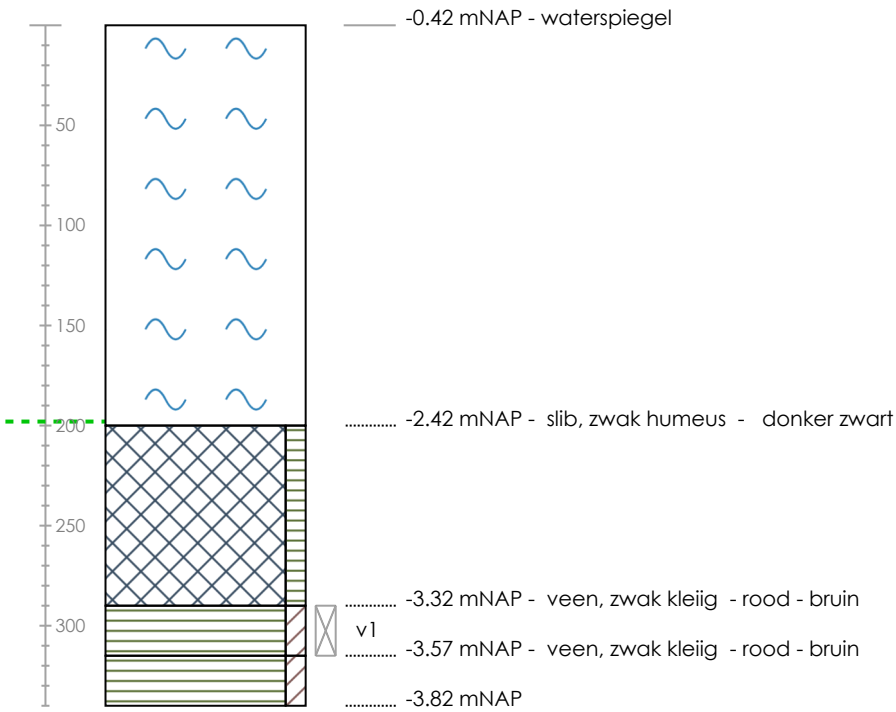 -0.42 mNAP - waterspiegel
50
100
150
200
-2.42 mNAP - slib, zwak humeus - donker zwart
250
-3.32 mNAP - veen, zwak kleiig - rood - bruin
300
v1
-3.57 mNAP - veen, zwak kleiig - rood - bruin
-3.82 mNAP